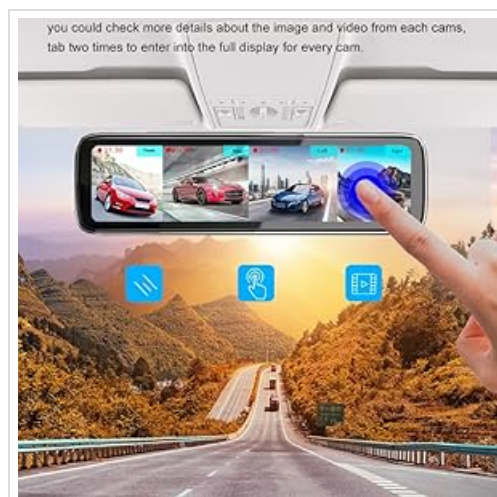 you could check more details about the image and video from each cams,
tab two times to enter into the full display for every cam.